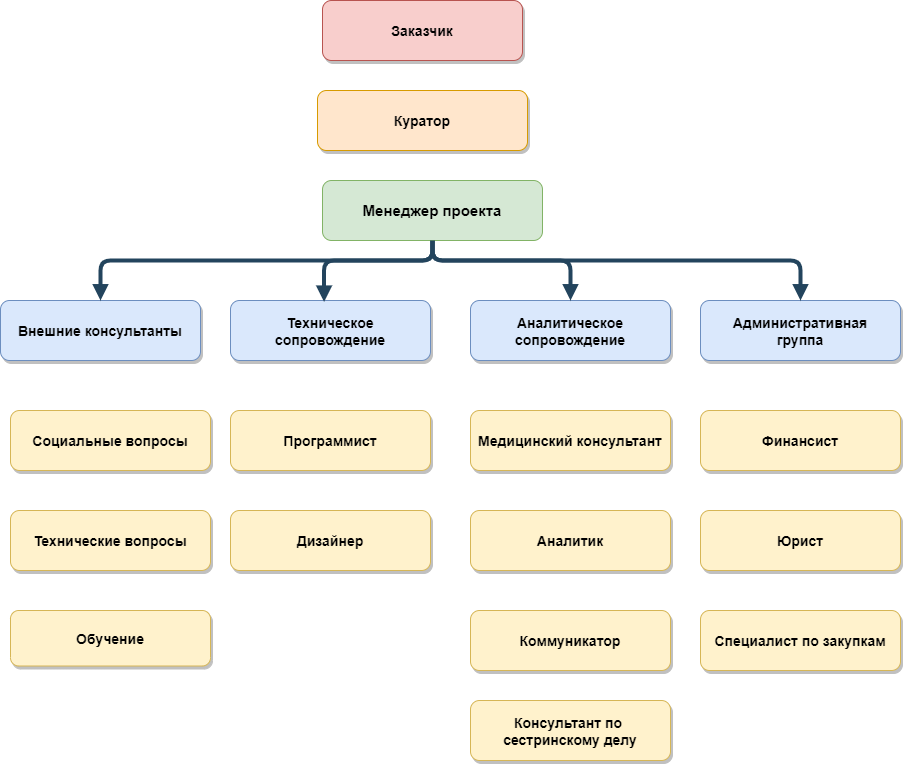 Заказчик
Куратор
Менеджер проекта
Внешние консультанты
Техническое
сопровождение
Аналитическое
сопровождение
Административная
группа
Социальные вопросы
Программист
Медицинский консультант
Финансист
Технические вопросы
Дизайнер
Аналитик
Юрист
Обучение
Коммуникатор
Специалист по закупкам
Консультант по
сестринскому делу